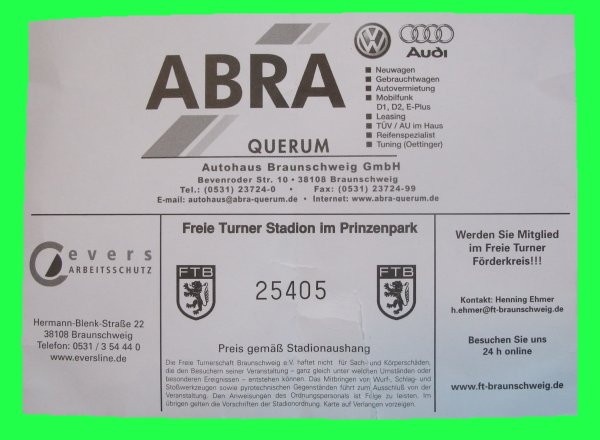 ABRA
QUERUM
Audi
Neuwagen
Gebrauchtwagen
Autovermietung
Mobilfunk
D1, D2, E-Plus
Leasing
TÜV / AU im Haus
Reifenspezialist
Tuning (Oettinger)
Autohaus Braunschweig GmbH
Bevenroder Str. 10 • 38108 Braunschweig
Tel.: (0531) 23724-0 • Fax: (0531) 23724-99
E-mail: autohaus@abra-querum.de • Internet: www.abra-querum.de
evers
ARBEITSSCHUTZ
Hermann-Blenk-Straße 22
38108 Braunschweig
Telefon: 0531 / 3 54 44 0
www.eversline.de
Freie Turner Stadion im Prinzenpark
FTB
FTB
25405
Preis gemäß Stadionaushang
Die Freie Turnerschaft Braunschweig e.V. haftet nicht für Sach- und Körperschäden,
die den Besuchern seiner Veranstaltung – ganz gleich unter welchen Umständen oder
besonderen Ereignissen – entstehen können. Das Mitbringen von Wurf-, Schlag- und
Stoßwerkzeugen sowie pyrotechnischen Gegenständen führt zum Ausschluß von der
Veranstaltung. Den Anweisungen des Ordnungspersonals ist Folge zu leisten. Im
übrigen gelten die Vorschriften der Stadionordnung. Karte auf Verlangen vorzeigen.
Werden Sie Mitglied
im Freie Turner
Förderkreis!!!
Kontakt: Henning Ehmer
h.ehmer@ft-braunschweig.de
Besuchen Sie uns
24 h online
www.ft-braunschweig.de